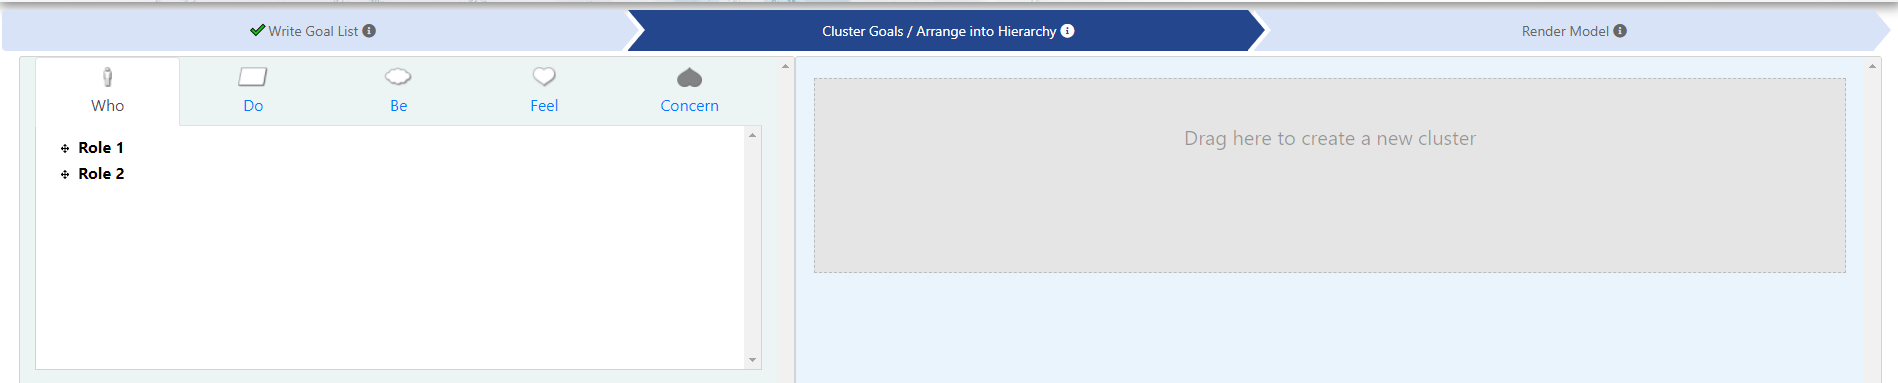 Write Goal List
Cluster Goals / Arrange into Hierarchy
Render Model
Who
Do
Be
Feel
Concern
Role 1
Role 2
Drag here to create a new cluster